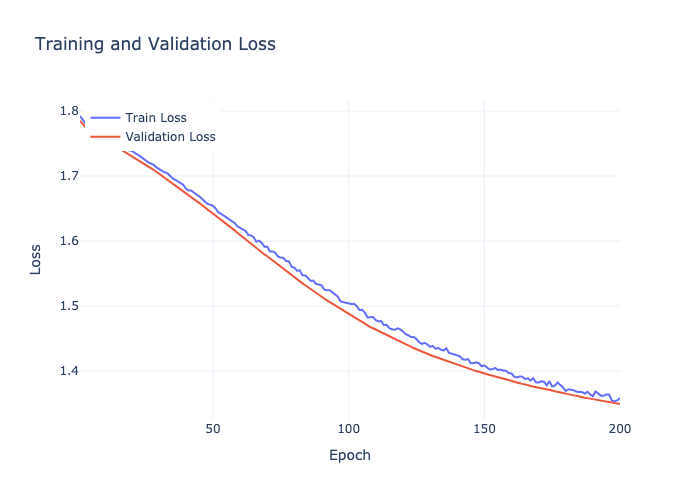 Training and Validation Loss
Train Loss
Validation Loss
Loss
1.8
1.7
1.6
1.5
1.4
50
100
150
200
Epoch